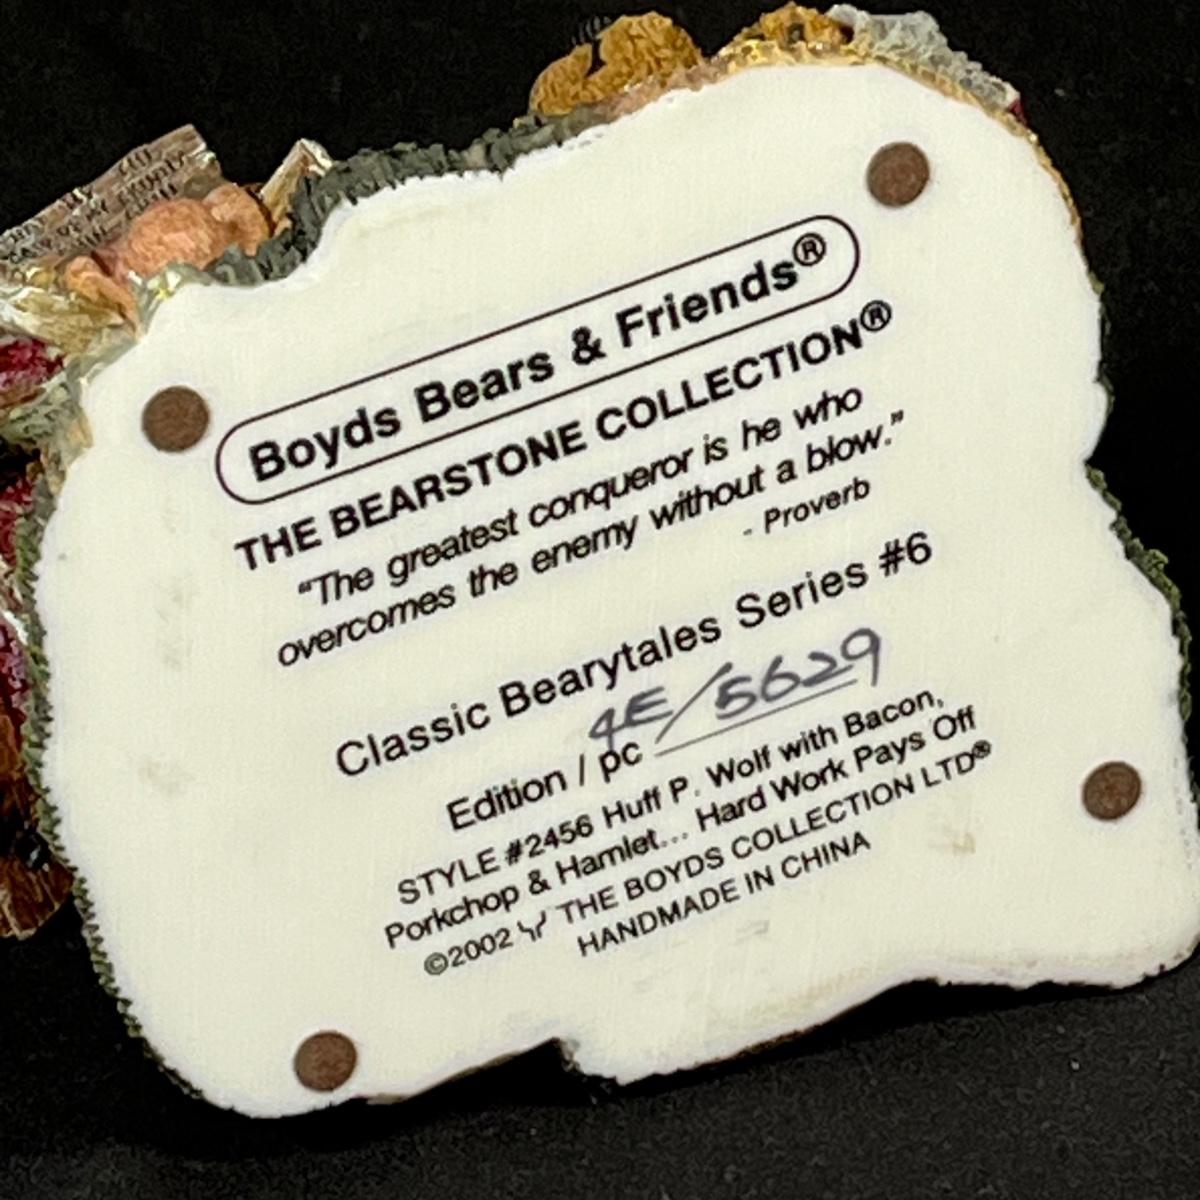 Boyds Bears & Friends®
THE BEARSTONE COLLECTION®
"The greatest conqueror is he who
overcomes the enemy without a blow."
- Proverb
Classic Bearytales Series #6
4E/5629
Edition / pc
STYLE #2456 Huff P. Wolf with Bacon,
Porkchop & Hamlet... Hard Work Pays Off
©2002 THE BOYDS COLLECTION LTD®
HANDMADE IN CHINA